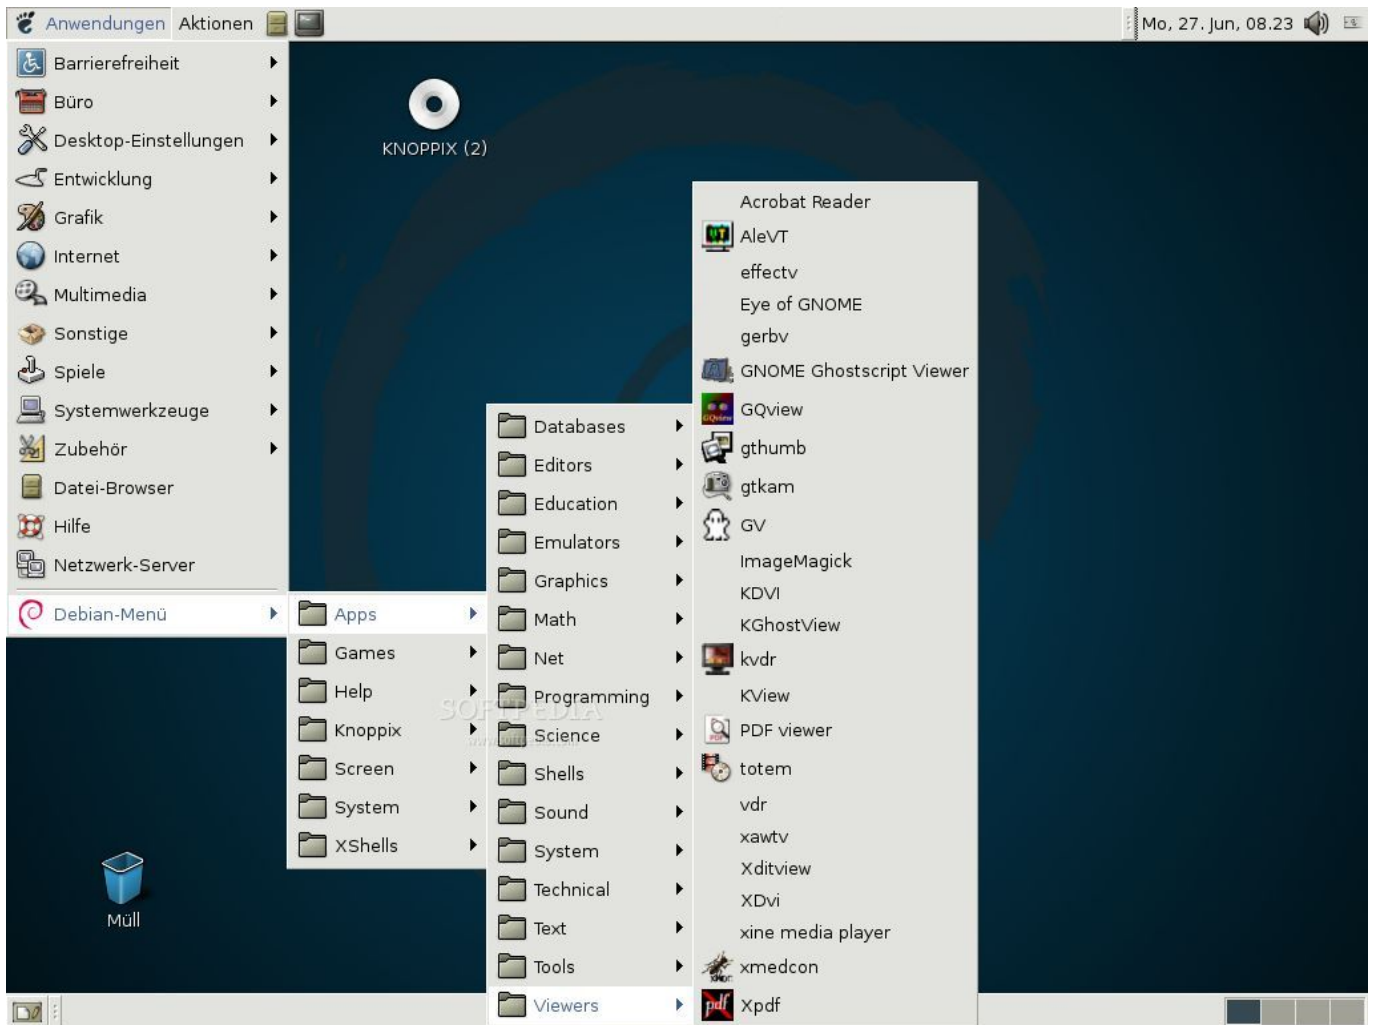 Anwendungen Aktionen
Mo, 27. Jun, 08.23
Barrierefreiheit
Büro
Desktop-Einstellungen
Entwicklung
Grafik
Internet
Multimedia
Sonstige
Spiele
Systemwerkzeuge
Zubehör
Datei-Browser
Hilfe
Netzwerk-Server
Debian-Menü
KNOPPIX (2)
Müll
Apps
Games
Help
Knoppix
Screen
System
XShells
Databases
Editors
Education
Emulators
Graphics
Math
Net
Programming
Science
Shells
Sound
System
Technical
Text
Tools
Viewers
Acrobat Reader
AleVT
effectv
Eye of GNOME
gerbv
GNOME Ghostscript Viewer
GQview
gthumb
gtkam
GV
ImageMagick
KDVI
KGhostView
kvdr
KView
PDF viewer
totem
vdr
xawtv
Xditview
XDvi
xine media player
xmedcon
Xpdf
SOFTPEDIA